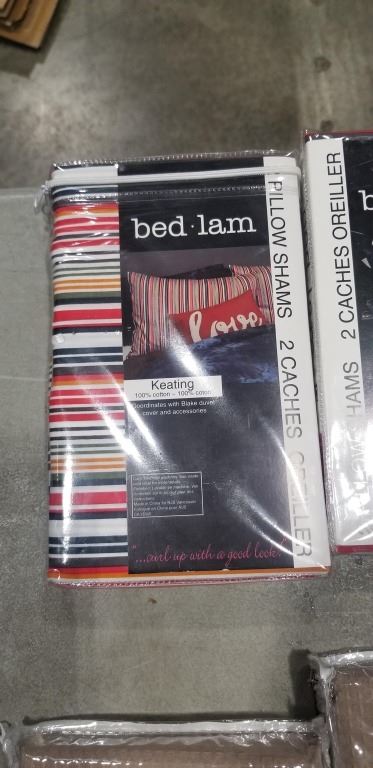 bed·lam
love
Keating
100% cotton ~ 100% coton
Coordinates with Blake duvet
cover and accessories
PILLOW SHAMS 2 CACHES OREILLER
"...curl up with a good look!"
2 CACHES OREILLER
SHAMS
b